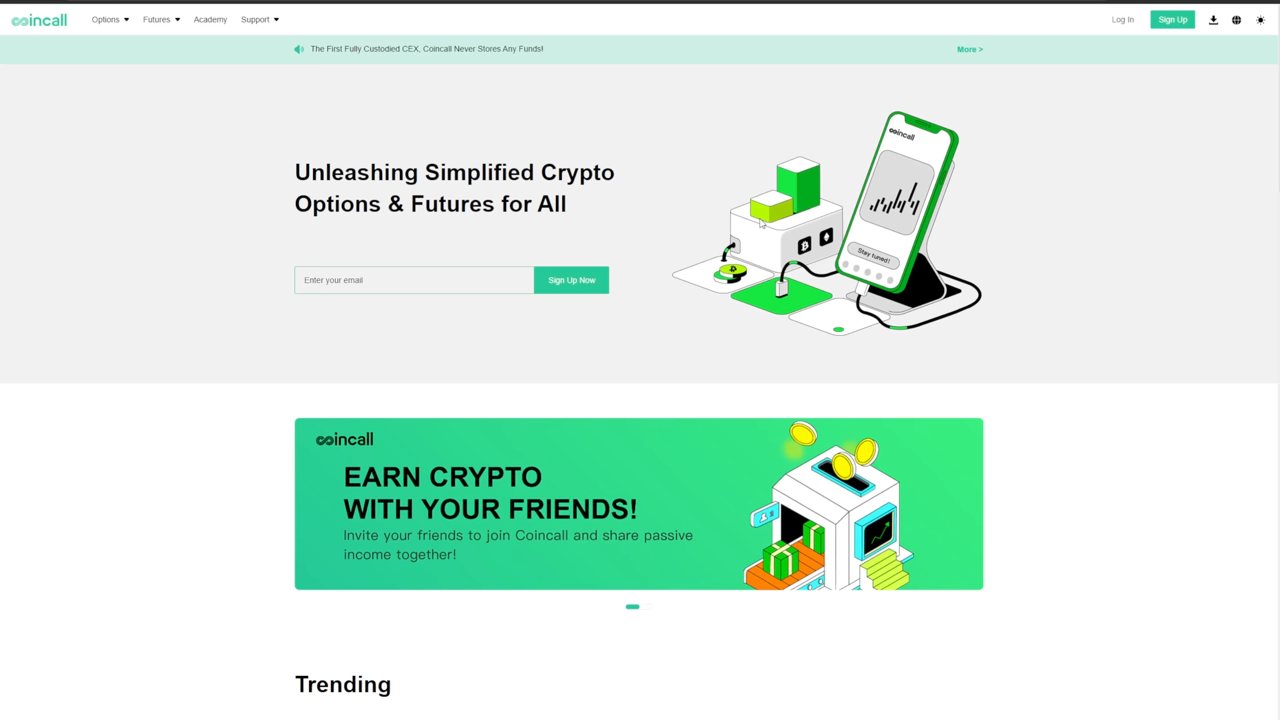 coincall
Options
Futures
Academy
Support
Log In
Sign Up
The First Fully Custodied CEX, Coincall Never Stores Any Funds!
More >
Unleashing Simplified Crypto
Options & Futures for All
Enter your email
Sign Up Now
coincall
Stay tuned!
coincall
EARN CRYPTO
WITH YOUR FRIENDS!
Invite your friends to join Coincall and share passive
income together!
Trending